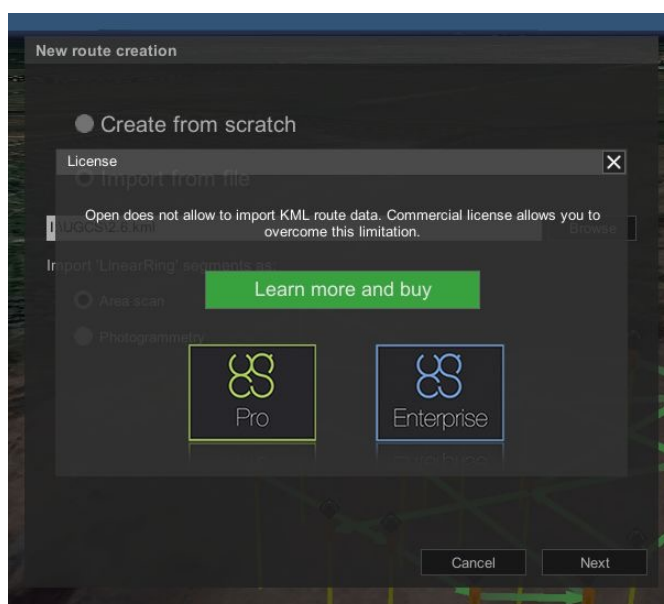 New route creation
Create from scratch
License
Import from file
Open does not allow to import KML route data. Commercial license allows you to
overcome this limitation.
I:\UGCS\2.6.kml
Browse
Import 'LinearRing' segments as:
Learn more and buy
Area scan
Photogrammetry
Pro
Enterprise
Cancel
Next